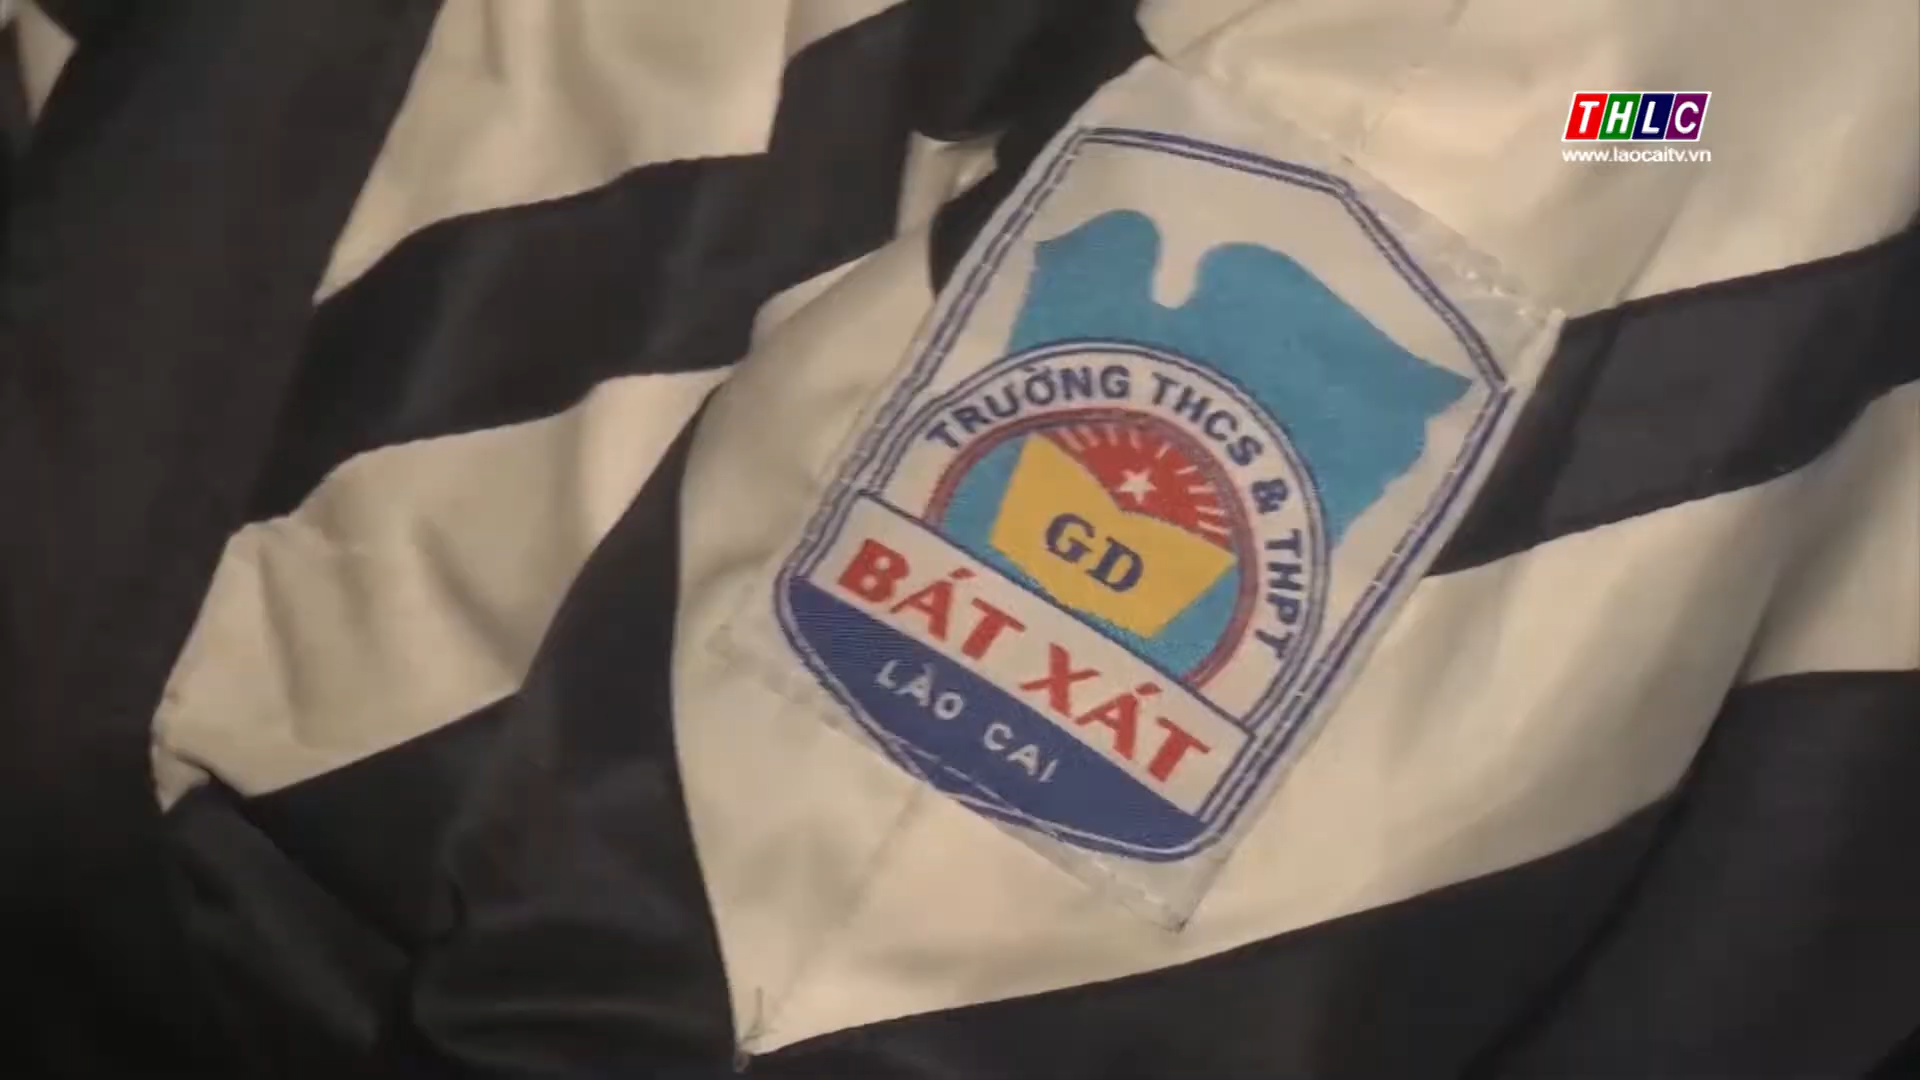 THLC
www.laocaitv.vn
TRƯỜNG THCS & THPT
GD
BÁT XÁT
LÀO CAI